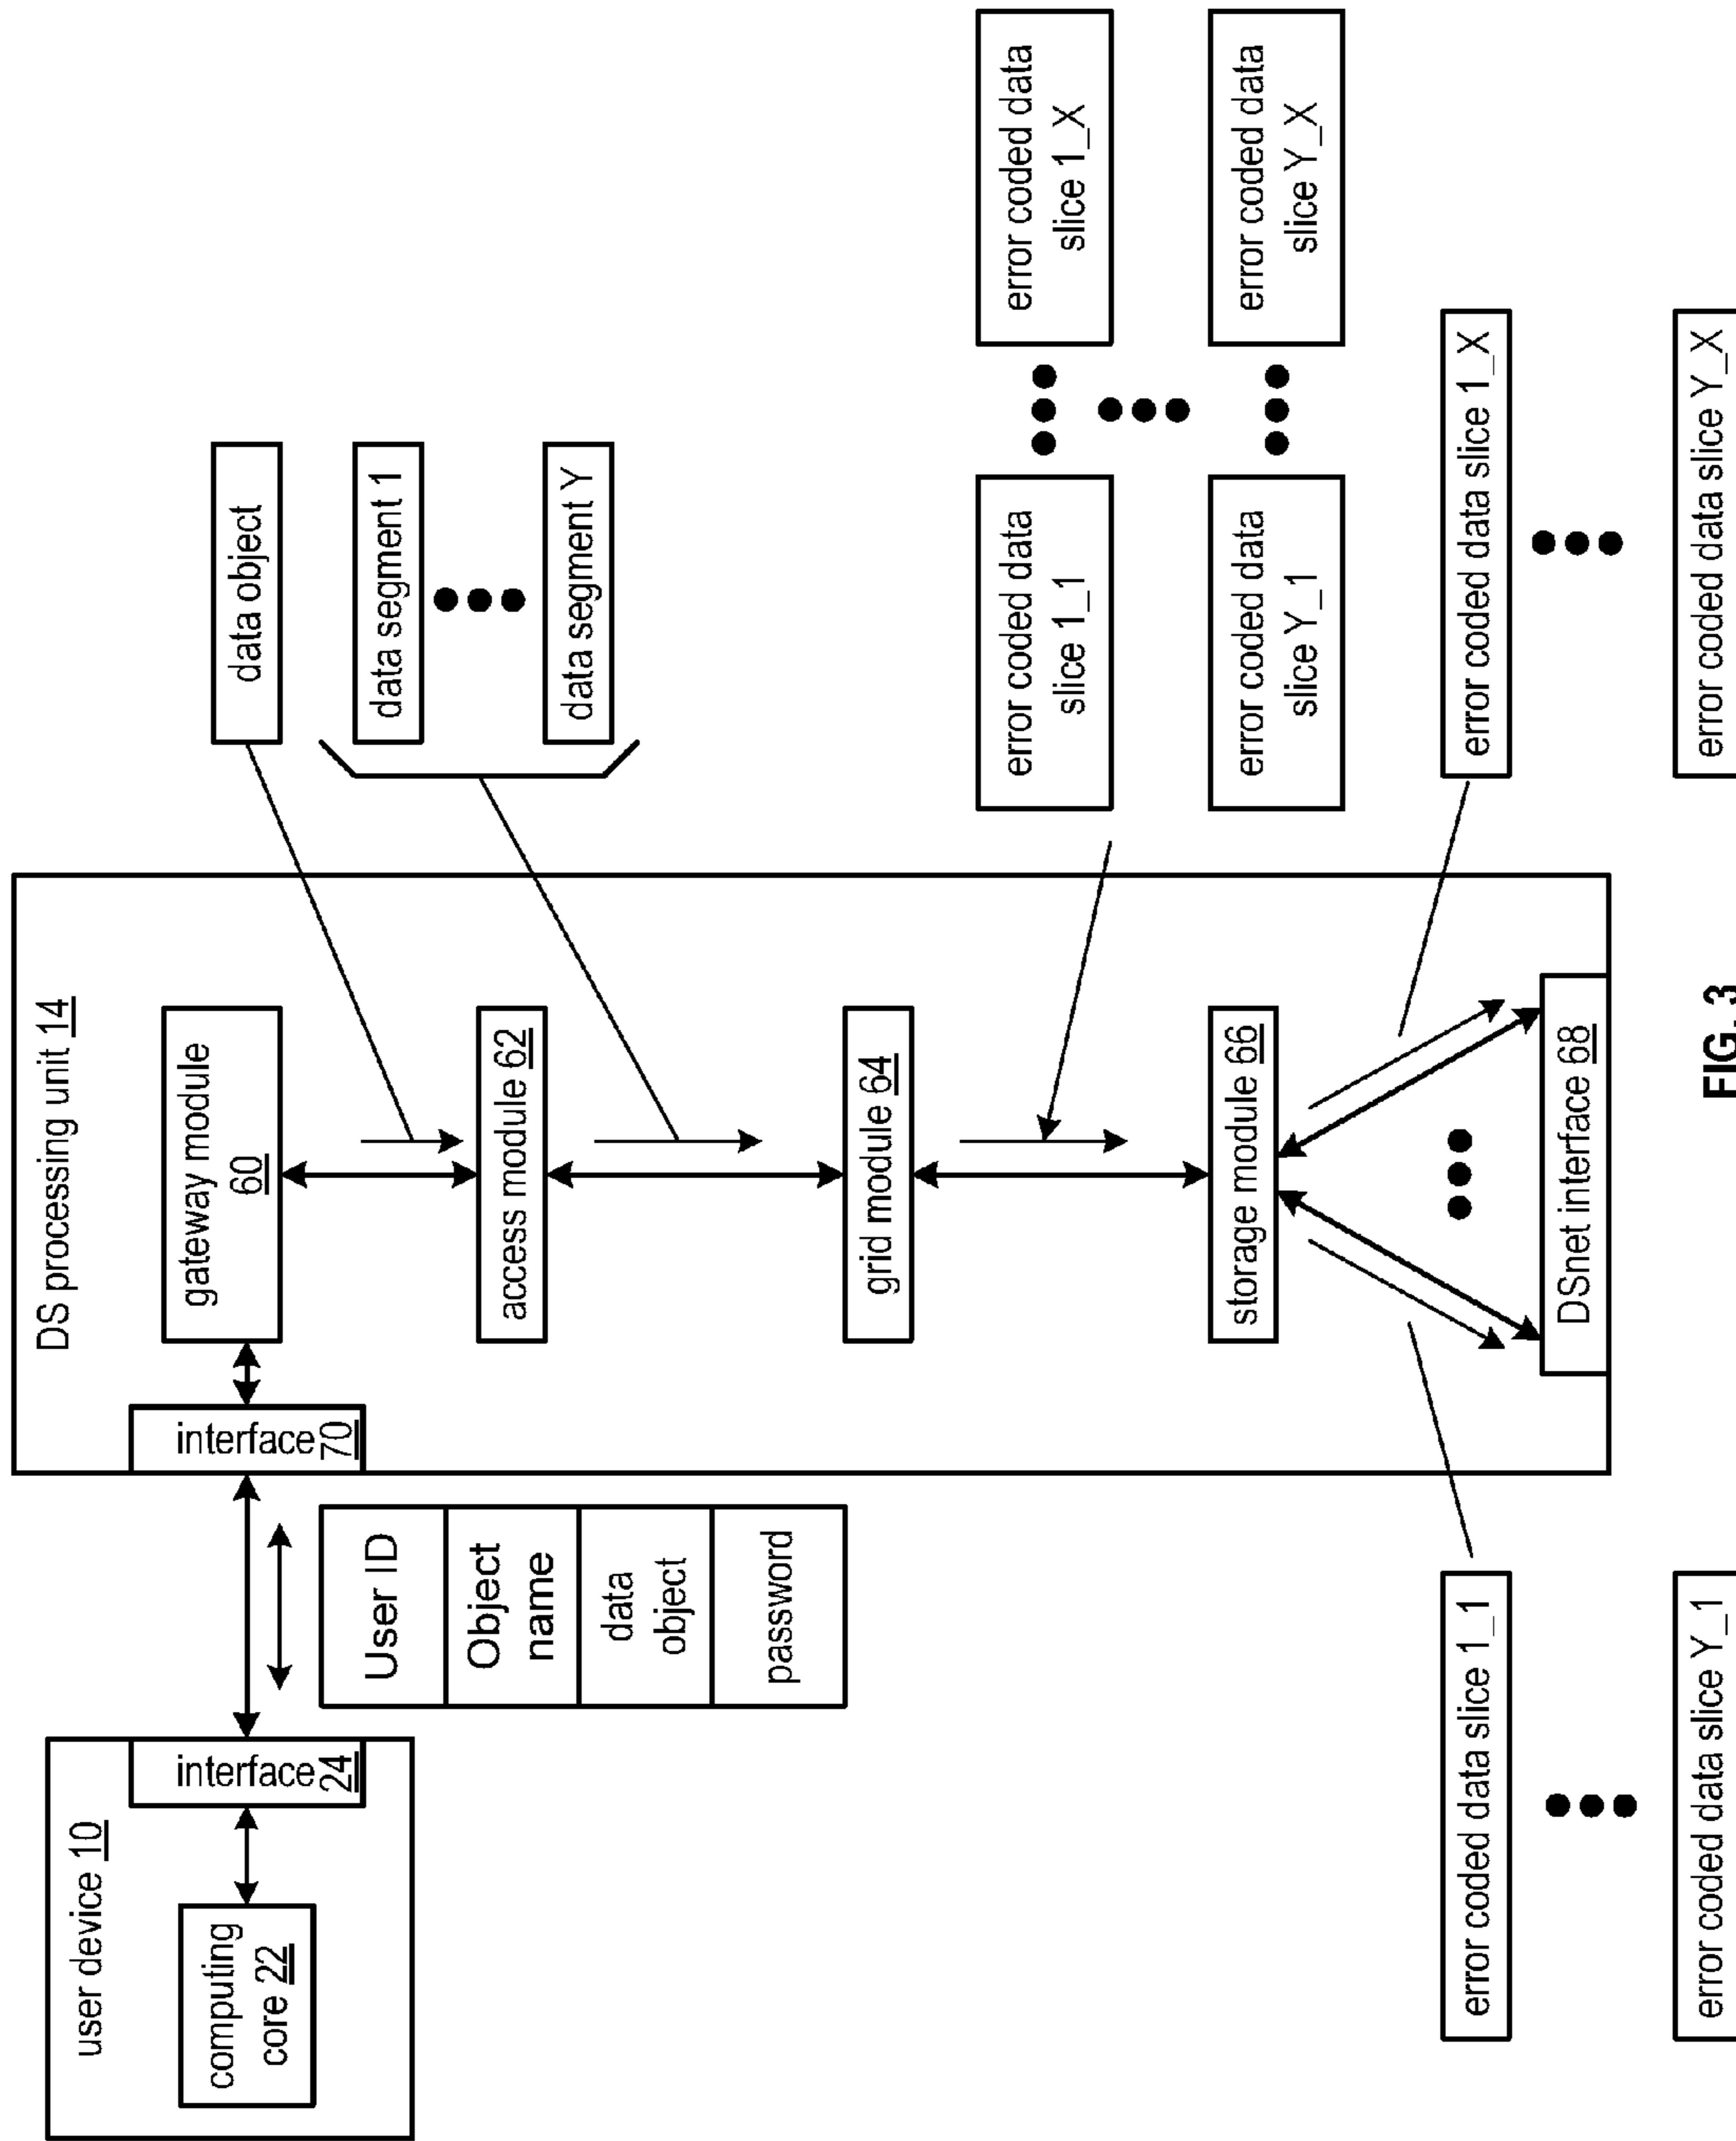 user device 10
computing
core 22
interface 24
User ID
Object
name
data
object
password
DS processing unit 14
interface 70
gateway module
60
access module 62
grid module 64
storage module 66
DSnet interface 68
data object
data segment 1
data segment Y
error coded data
slice 1_1
error coded data
slice 1_X
error coded data
slice Y_1
error coded data
slice Y_X
error coded data slice 1_1
error coded data slice Y_1
error coded data slice 1_X
error coded data slice Y_X
FIG. 3